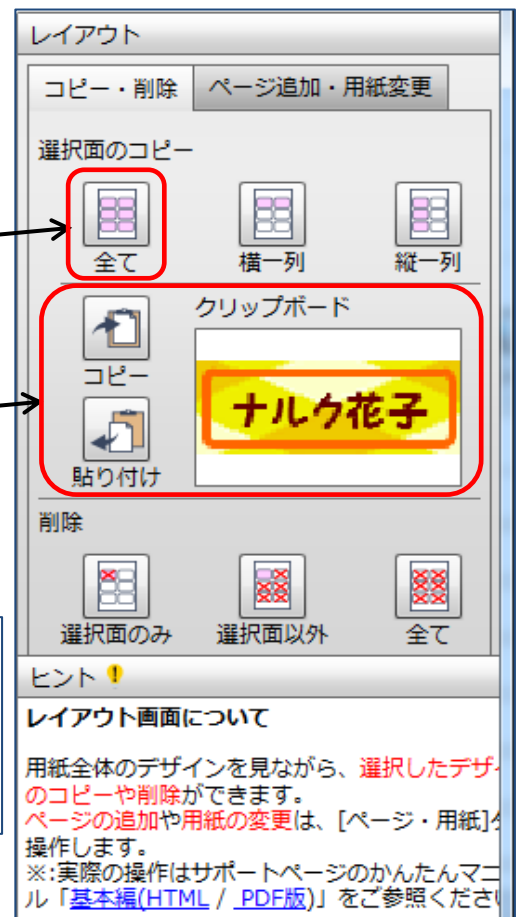 レイアウト
コピー・削除 ページ追加・用紙変更
選択面のコピー
全て 横一列 縦一列
クリップボード
コピー
ナルク花子
貼り付け
削除
選択面のみ 選択面以外 全て
ヒント
レイアウト画面について
用紙全体のデザインを見ながら、選択したデザイ
のコピーや削除ができます。
ページの追加や用紙の変更は、[ページ・用紙]タ
操作します。
※:実際の操作はサポートページのかんたんマニ
ル「基本編(HTML / PDF版)」をご参照ください